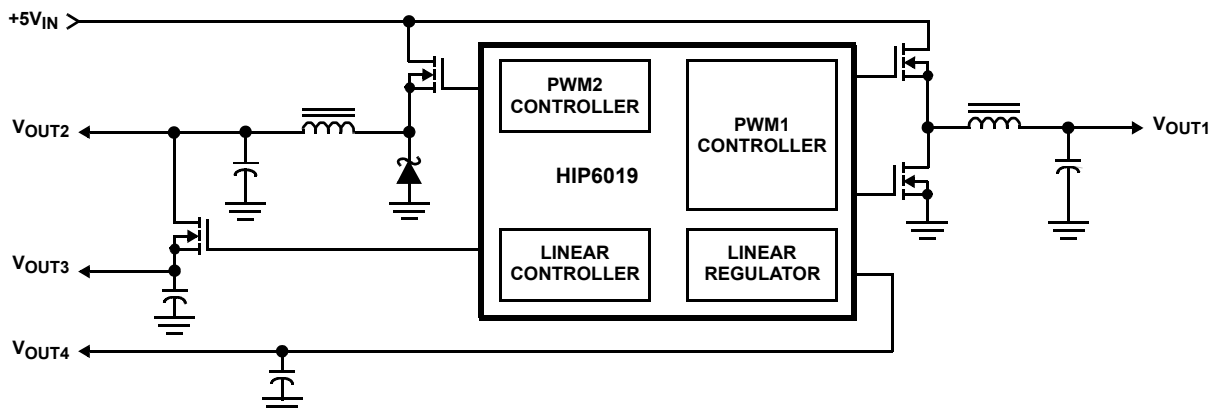 +5VIN
PWM2
CONTROLLER
PWM1
CONTROLLER
VOUT2
VOUT1
HIP6019
LINEAR
CONTROLLER
LINEAR
REGULATOR
VOUT3
VOUT4